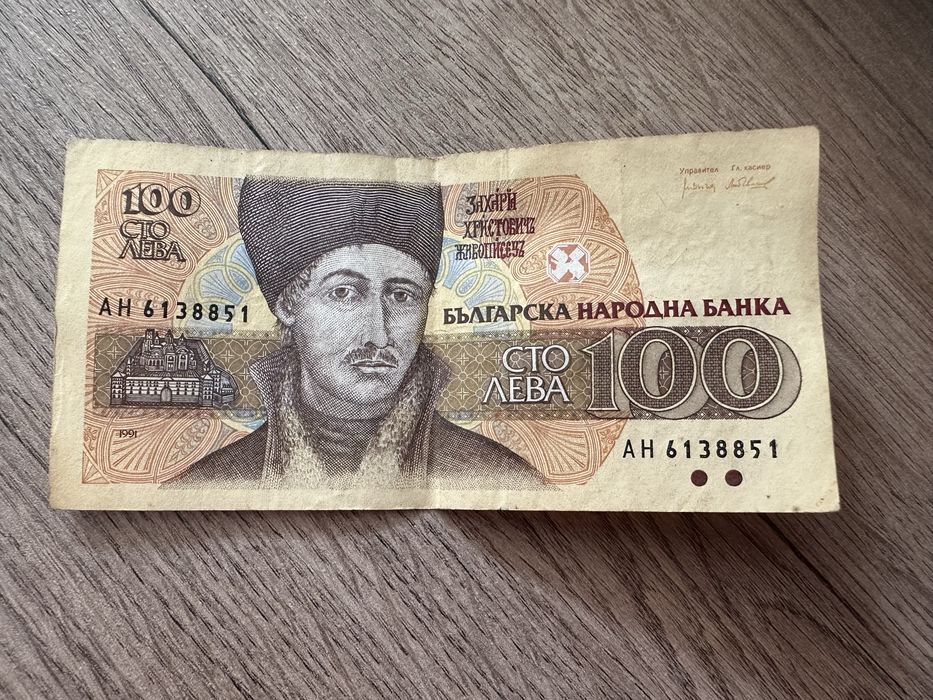 100
СТО
ЛЕВА
АН 6138851
1991
ЗАХАРІЙ
ХРИСТОВИЧЪ
ЖИВОПИСЕЦЪ
Управител Гл. касиер
БЪЛГАРСКА НАРОДНА БАНКА
СТО
ЛЕВА
100
АН 6138851